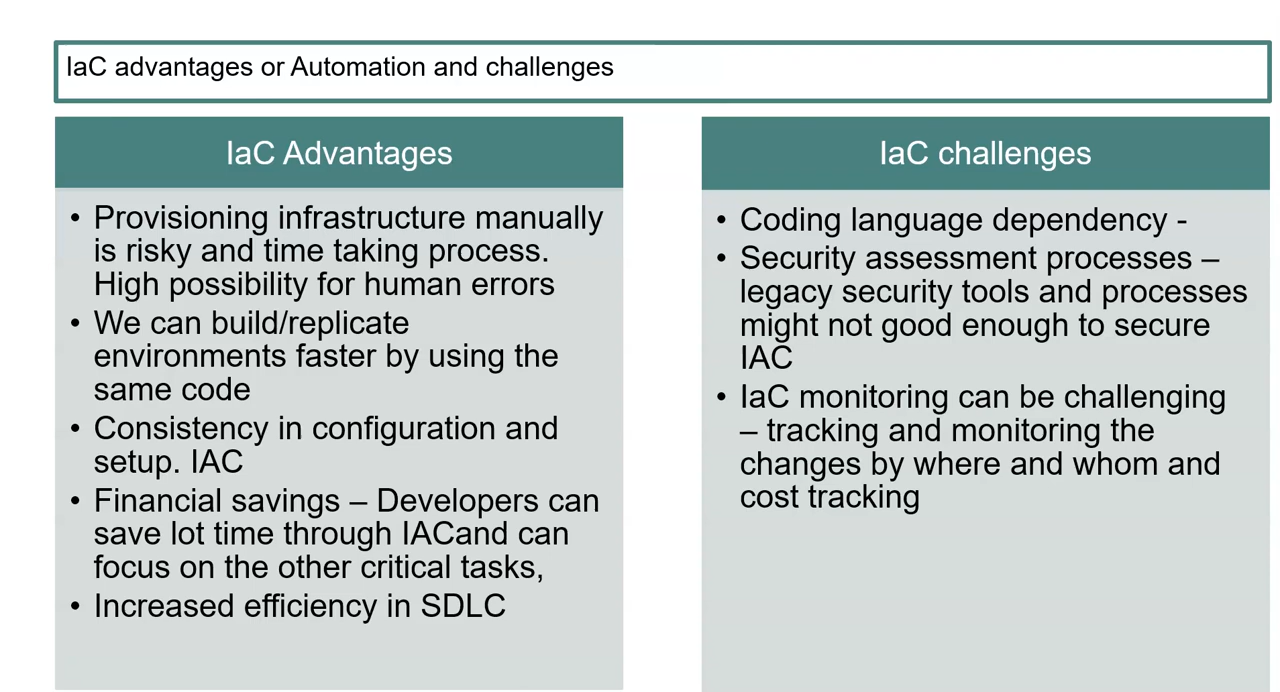 IaC advantages or Automation and challenges
IaC Advantages
• Provisioning infrastructure manually
is risky and time taking process.
High possibility for human errors
• We can build/replicate
environments faster by using the
same code
• Consistency in configuration and
setup. IAC
• Financial savings – Developers can
save lot time through IACand can
focus on the other critical tasks,
• Increased efficiency in SDLC
IaC challenges
• Coding language dependency -
• Security assessment processes –
legacy security tools and processes
might not good enough to secure
IAC
• IaC monitoring can be challenging
– tracking and monitoring the
changes by where and whom and
cost tracking